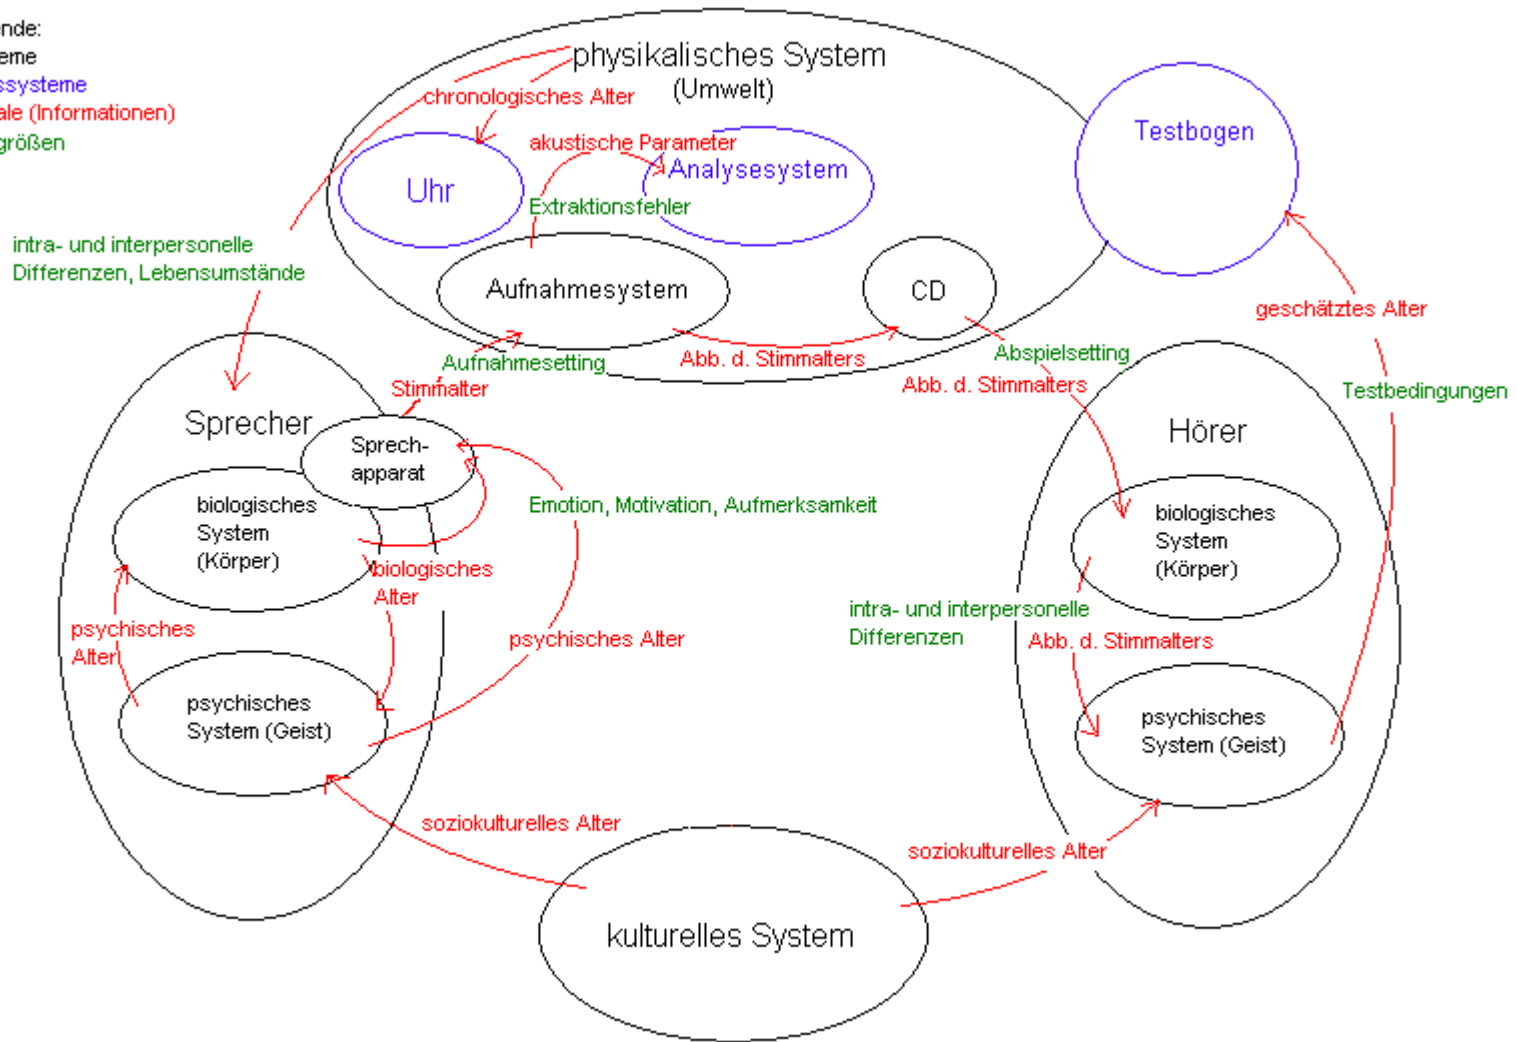 nde:
eme
ssysteme
ale (Informationen)
größen
physikalisches System
(Umwelt)
chronologisches Alter
akustische Parameter
Testbogen
Uhr
Analysesystem
Extraktionsfehler
intra- und interpersonelle
Differenzen, Lebensumstände
Aufnahmesystem
CD
geschätztes Alter
Aufnahmesetting
Abb. d. Stimmalters
Abspielsetting
Abb. d. Stimmalters
Stimmalter
Testbedingungen
Sprecher
Hörer
Sprech-
apparat
biologisches
System
(Körper)
Emotion, Motivation, Aufmerksamkeit
biologisches
System
(Körper)
biologisches
Alter
psychisches
Alter
psychisches Alter
intra- und interpersonelle
Differenzen
Abb. d. Stimmalters
psychisches
System (Geist)
psychisches
System (Geist)
soziokulturelles Alter
soziokulturelles Alter
kulturelles System